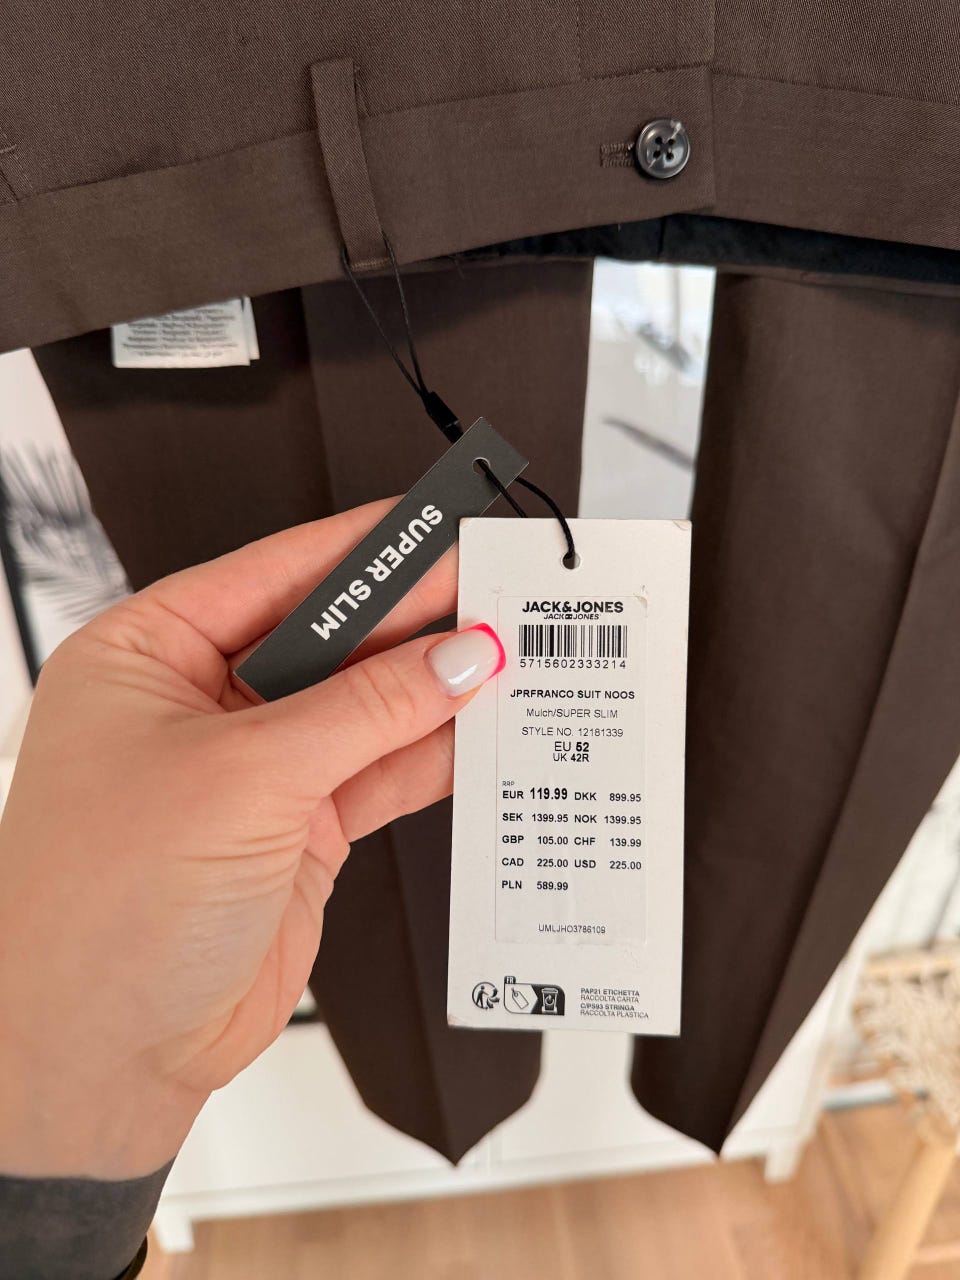 SUPER SLIM
JACK&JONES
JACK&JONES
5715602333214
JPRFRANCO SUIT NOOS
Mulch/SUPER SLIM
STYLE NO. 12181339
EU 52
UK 42R
RRP
EUR 119.99 DKK 899.95
SEK 1399.95 NOK 1399.95
GBP 105.00 CHF 139.99
CAD 225.00 USD 225.00
PLN 589.99
UMLJHO3786109
FR
PAP21 ETICHETTA
RACCOLTA CARTA
C/PS93 STRINGA
RACCOLTA PLASTICA